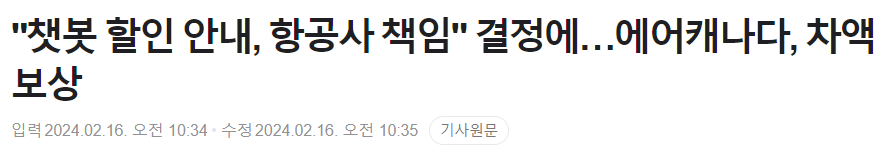 "챗봇 할인 안내, 항공사 책임" 결정에…에어캐나다, 차액
보상
입력 2024.02.16. 오전 10:34 · 수정 2024.02.16. 오전 10:35 기사원문